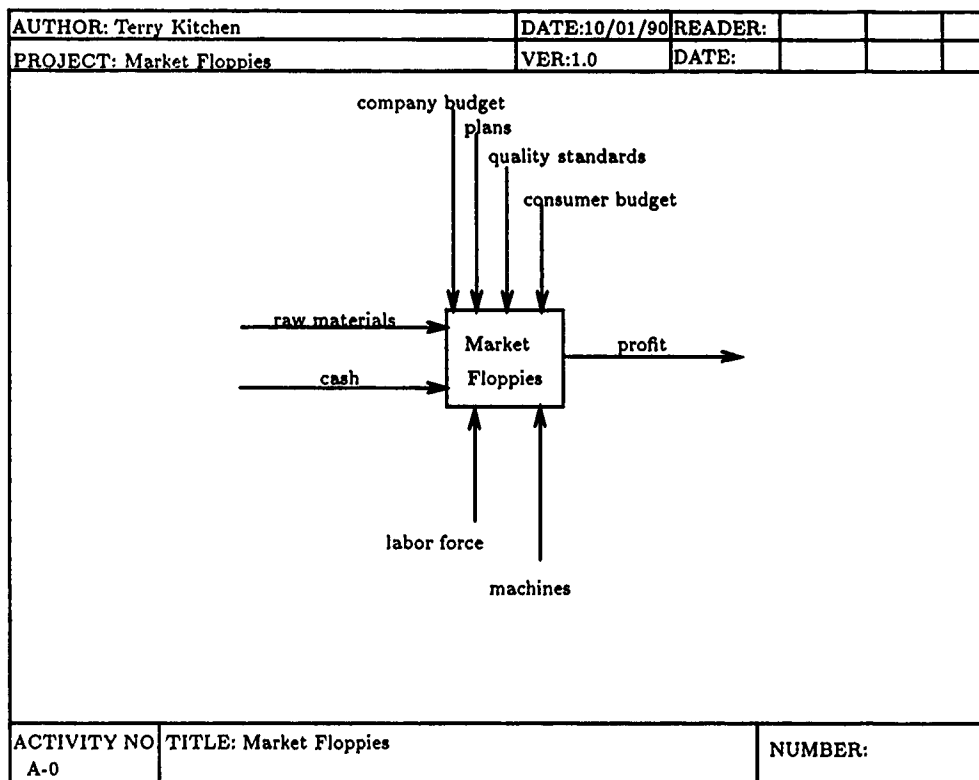 AUTHOR: Terry Kitchen DATE:10/01/90 READER:
PROJECT: Market Floppies VER:1.0 DATE:
company budget
plans
quality standards
consumer budget
raw materials
Market
profit
cash
Floppies
labor force
machines
ACTIVITY NO TITLE: Market Floppies NUMBER:
A-0